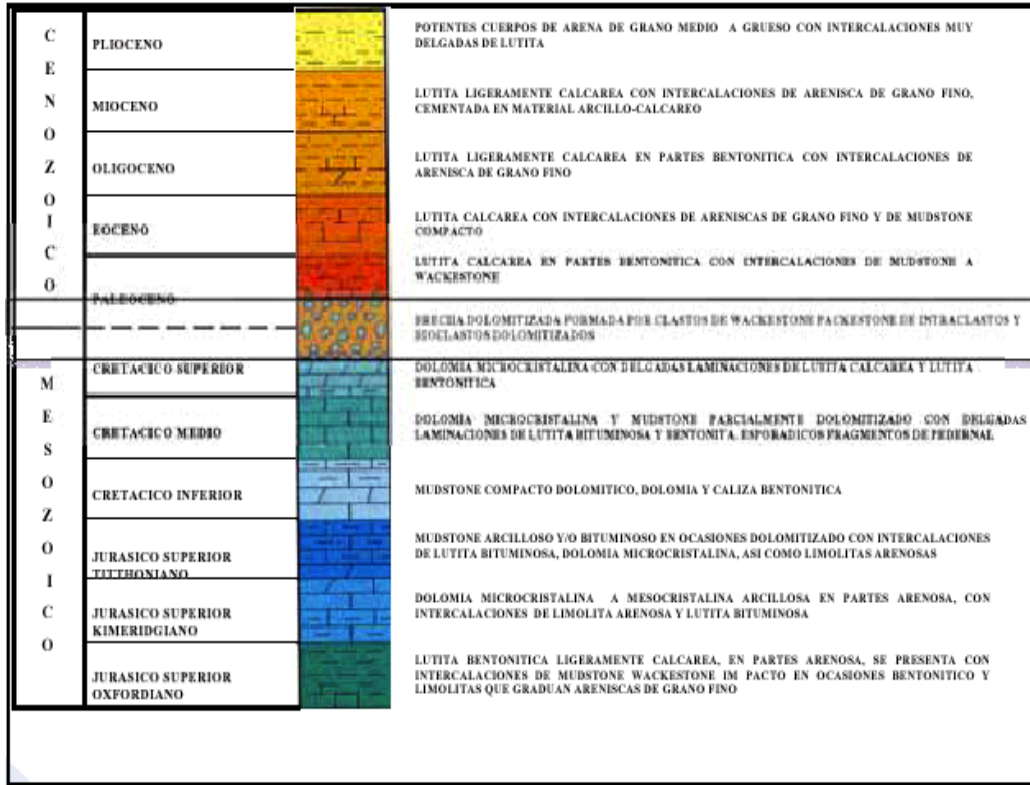 CENOZOICO
PLIOCENO
POTENTES CUERPOS DE ARENA DE GRANO MEDIO A GRUESO CON INTERCALACIONES MUY
DELGADAS DE LUTITA
MIOCENO
LUTITA LIGERAMENTE CALCAREA CON INTERCALACIONES DE ARENISCA DE GRANO FINO,
CEMENTADA EN MATERIAL ARCILLO-CALCAREO
OLIGOCENO
LUTITA LIGERAMENTE CALCAREA EN PARTES BENTONITICA CON INTERCALACIONES DE
ARENISCA DE GRANO FINO
EOCENO
LUTITA CALCAREA CON INTERCALACIONES DE ARENISCAS DE GRANO FINO Y DE MUDSTONE
COMPACTO
PALEOCENO
LUTITA CALCAREA EN PARTES BENTONITICA CON INTERCALACIONES DE MUDSTONE A
WACKESTONE
BRECHA DOLOMITIZADA FORMADA POR CLASTOS DE WACKESTONE PACKESTONE DE INTRACLASTOS Y
BIOCLASTOS DOLOMITIZADOS
MESOZOICO
CRETACICO SUPERIOR
DOLOMIA MICROCRISTALINA CON DELGADAS LAMINACIONES DE LUTITA CALCAREA Y LUTITA
BENTONITICA
CRETACICO MEDIO
DOLOMIA MICROCRISTALINA Y MUDSTONE PARCIALMENTE DOLOMITIZADO CON DELGADAS
LAMINACIONES DE LUTITA BITUMINOSA Y BENTONITA. ESPORADICOS FRAGMENTOS DE PEDERNAL
CRETACICO INFERIOR
MUDSTONE COMPACTO DOLOMITICO, DOLOMIA Y CALIZA BENTONITICA
JURASICO SUPERIOR
TITTHONIANO
MUDSTONE ARCILLOSO Y/O BITUMINOSO EN OCASIONES DOLOMITIZADO CON INTERCALACIONES
DE LUTITA BITUMINOSA, DOLOMIA MICROCRISTALINA, ASI COMO LIMOLITAS ARENOSAS
JURASICO SUPERIOR
KIMERIDGIANO
DOLOMIA MICROCRISTALINA A MESOCRISTALINA ARCILLOSA EN PARTES ARENOSA, CON
INTERCALACIONES DE LIMOLITA ARENOSA Y LUTITA BITUMINOSA
JURASICO SUPERIOR
OXFORDIANO
LUTITA BENTONITICA LIGERAMENTE CALCAREA, EN PARTES ARENOSA, SE PRESENTA CON
INTERCALACIONES DE MUDSTONE WACKESTONE IM PACTO EN OCASIONES BENTONITICO Y
LIMOLITAS QUE GRADUAN ARENISCAS DE GRANO FINO